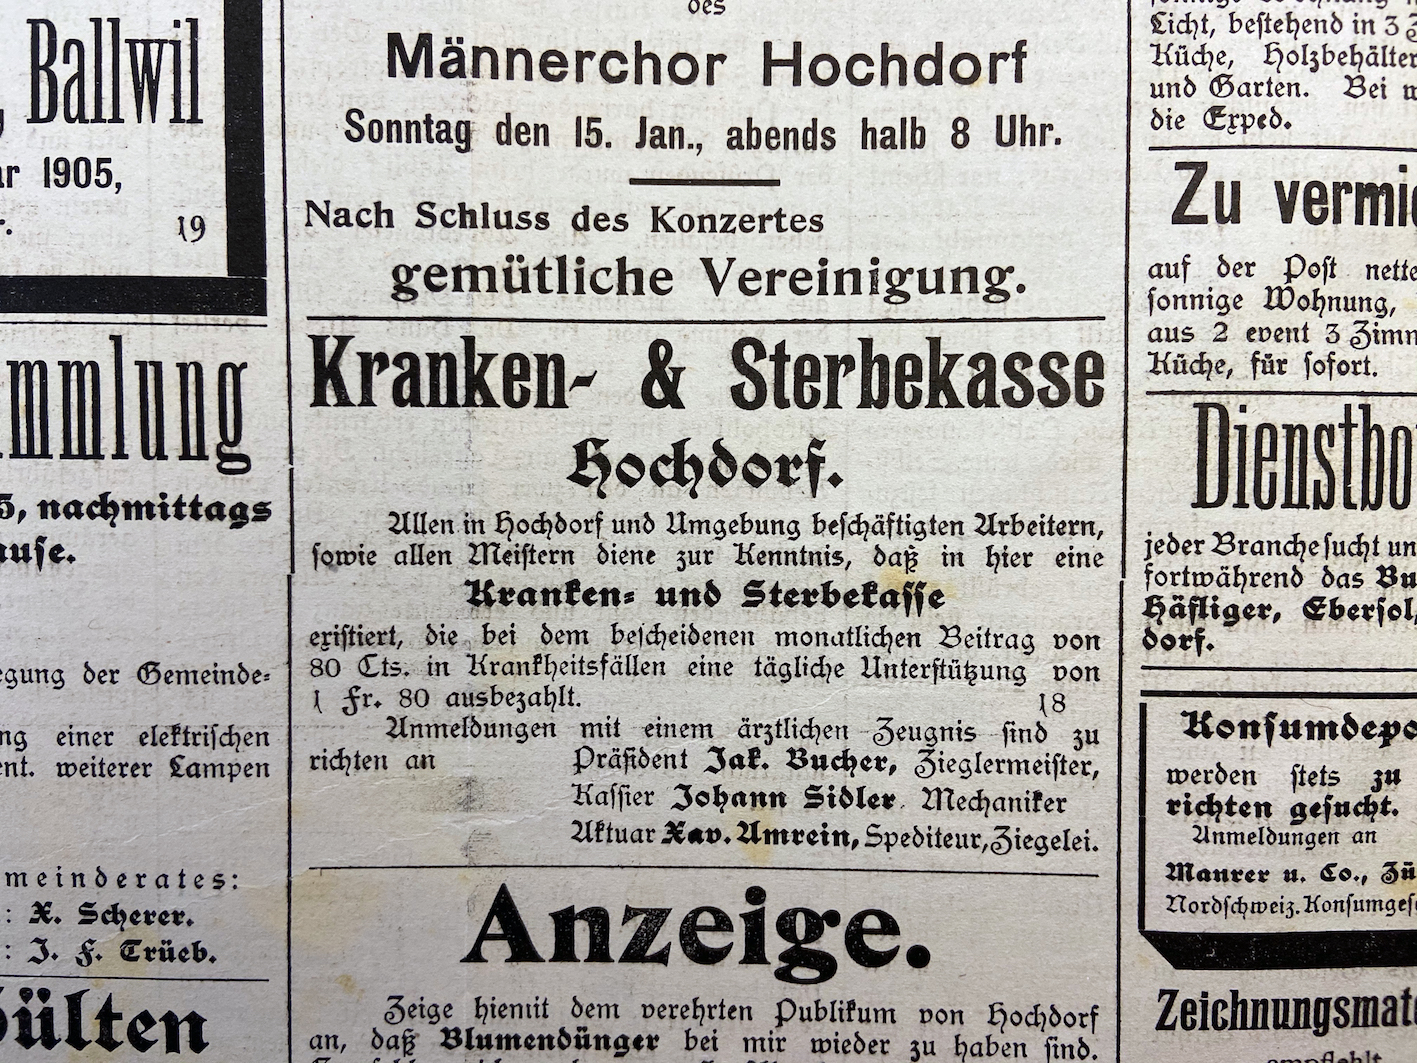 , Ballwil
1905,
19
mmlung
5, nachmittags
der Gemeinde-
einer elektrischen
weiterer Lampen
meinderates:
: X. Scherer.
: J. F. Trüeb.
des
Männerchor Hochdorf
Sonntag den 15. Jan., abends halb 8 Uhr.
Nach Schluss des Konzertes
gemütliche Vereinigung.
Kranken- & Sterbekasse
Hochdorf.
Allen in Hochdorf und Umgebung beschäftigten Arbeitern,
sowie allen Meistern diene zur Kenntnis, daß in hier eine
Kranken- und Sterbekasse
existiert, die bei dem bescheidenen monatlichen Beitrag von
80 Cts. in Krankheitsfällen eine tägliche Unterstützung von
1 Fr. 80 ausbezahlt. 18
Anmeldungen mit einem ärztlichen Zeugnis sind zu
richten an Präsident Jak. Bucher, Zieglermeister,
Kassier Johann Sidler, Mechaniker
Aktuar Xav. Amrein, Spediteur, Ziegelei.
Anzeige.
Zeige hiemit dem verehrten Publikum von Hochdorf
an, daß Blumendünger bei mir wieder zu haben sind.
Licht, bestehend in 3
Küche, Holzbehälter
und Garten. Bei
die Exped.
Zu vermie
auf der Post nette
sonnige Wohnung,
aus 2 event 3 Zimm
Küche, für sofort.
Dienstbo
jeder Branche sucht un
fortwährend das Bu
Häfliger, Ebersol,
dorf.
Konsumdepo
werden stets zu
richten gesucht.
Anmeldungen an
Maurer u. Co., Zü
Nordschweiz. Konsumges
Zeichnungsmat
empfiehlt